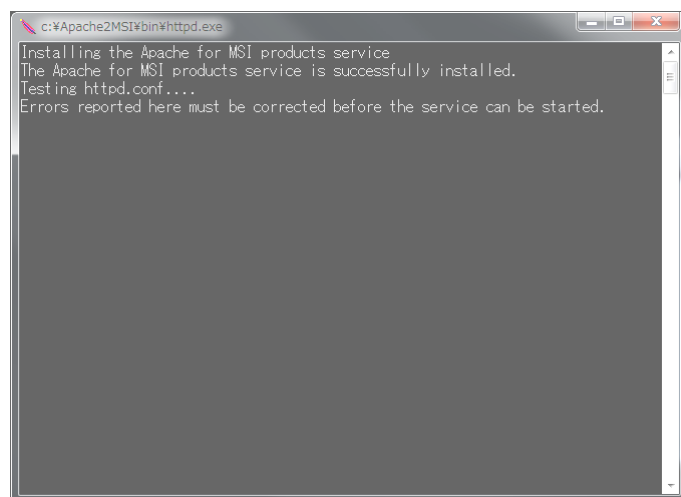 c:¥Apache2MSI¥bin¥httpd.exe
Installing the Apache for MSI products service
The Apache for MSI products service is successfully installed.
Testing httpd.conf....
Errors reported here must be corrected before the service can be started.